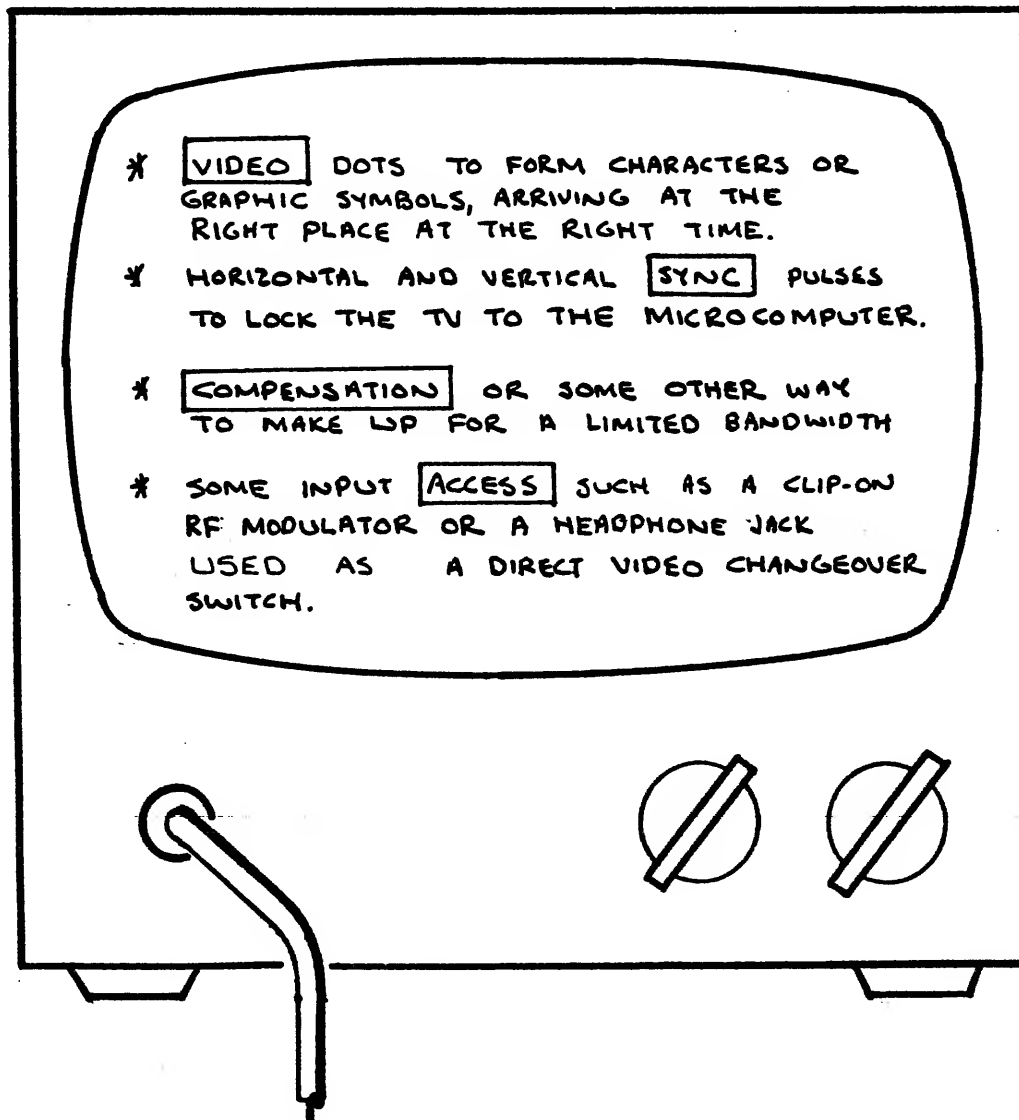 * VIDEO DOTS TO FORM CHARACTERS OR
GRAPHIC SYMBOLS, ARRIVING AT THE
RIGHT PLACE AT THE RIGHT TIME.
* HORIZONTAL AND VERTICAL SYNC PULSES
TO LOCK THE TV TO THE MICROCOMPUTER.
* COMPENSATION OR SOME OTHER WAY
TO MAKE UP FOR A LIMITED BANDWIDTH
* SOME INPUT ACCESS SUCH AS A CLIP-ON
RF MODULATOR OR A HEADPHONE JACK
USED AS A DIRECT VIDEO CHANGEOVER
SWITCH.